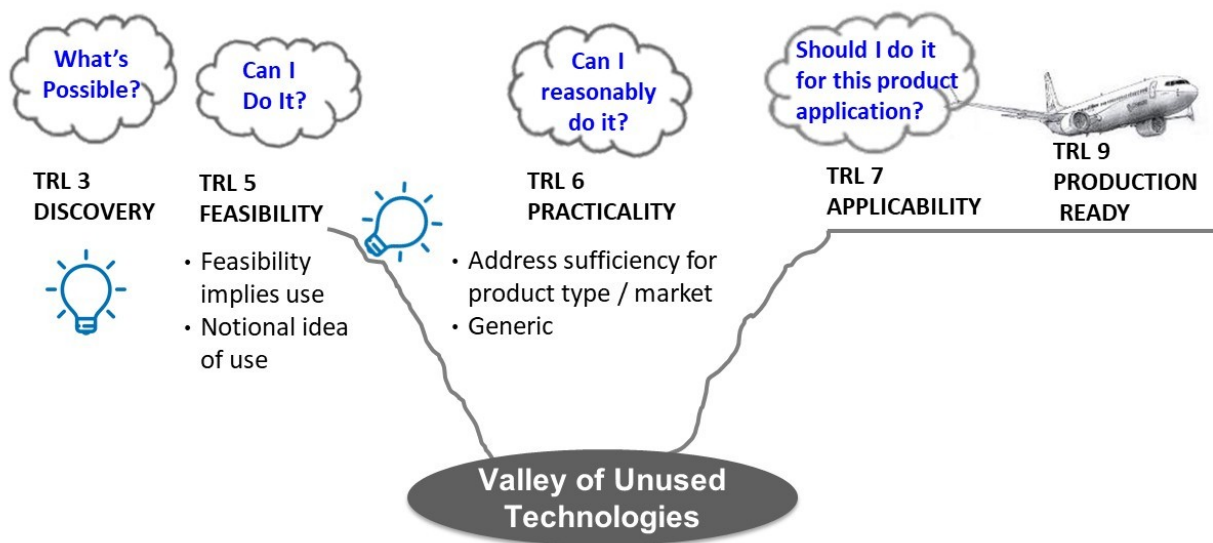 What's
Possible?
Can I
Do It?
Can I
reasonably
do it?
Should I do it
for this product
application?
TRL 3
DISCOVERY
TRL 5
FEASIBILITY
• Feasibility
implies use
• Notional idea
of use
TRL 6
PRACTICALITY
• Address sufficiency for
product type / market
• Generic
TRL 7
APPLICABILITY
TRL 9
PRODUCTION
READY
Valley of Unused
Technologies